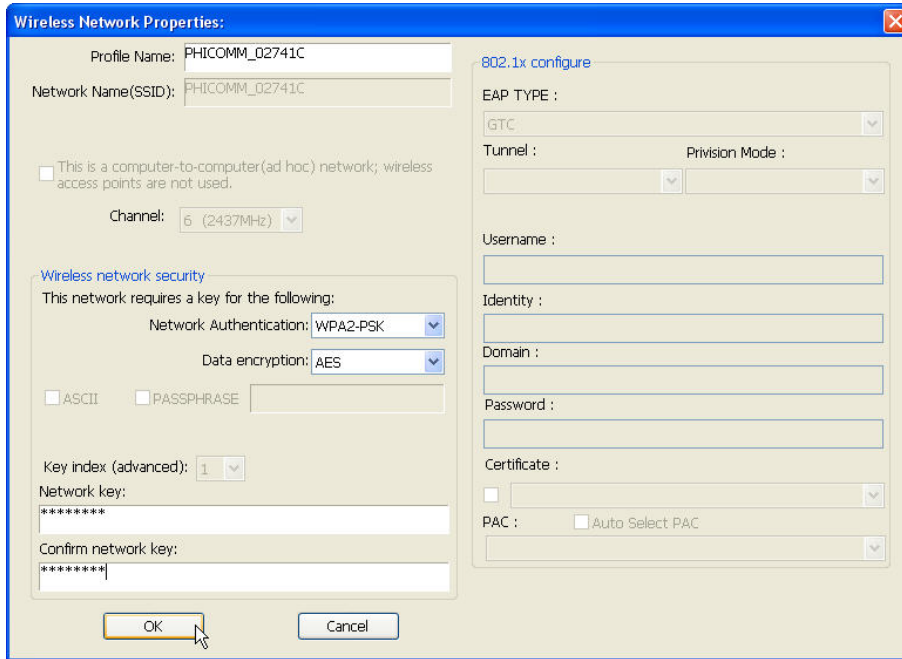 Wireless Network Properties:
Profile Name: PHICOMM_02741C
Network Name(SSID): PHICOMM_02741C
This is a computer-to-computer(ad hoc) network; wireless
access points are not used.
Channel: 6 (2437MHz)
Wireless network security
This network requires a key for the following:
Network Authentication: WPA2-PSK
Data encryption: AES
ASCII PASSPHRASE
Key index (advanced): 1
Network key:
********
Confirm network key:
********
OK Cancel
802.1x configure
EAP TYPE :
GTC
Tunnel : Privision Mode :
Username :
Identity :
Domain :
Password :
Certificate :
PAC : Auto Select PAC